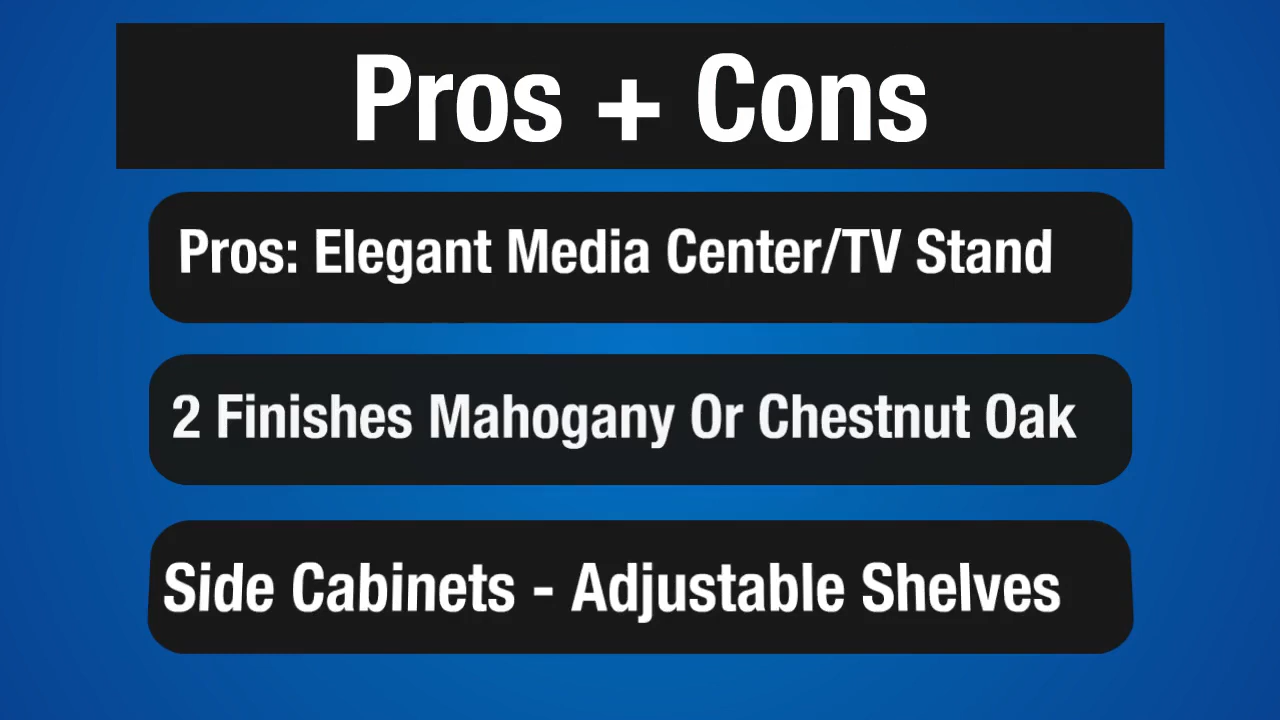 Pros + Cons
Pros: Elegant Media Center/TV Stand
2 Finishes Mahogany Or Chestnut Oak
Side Cabinets - Adjustable Shelves